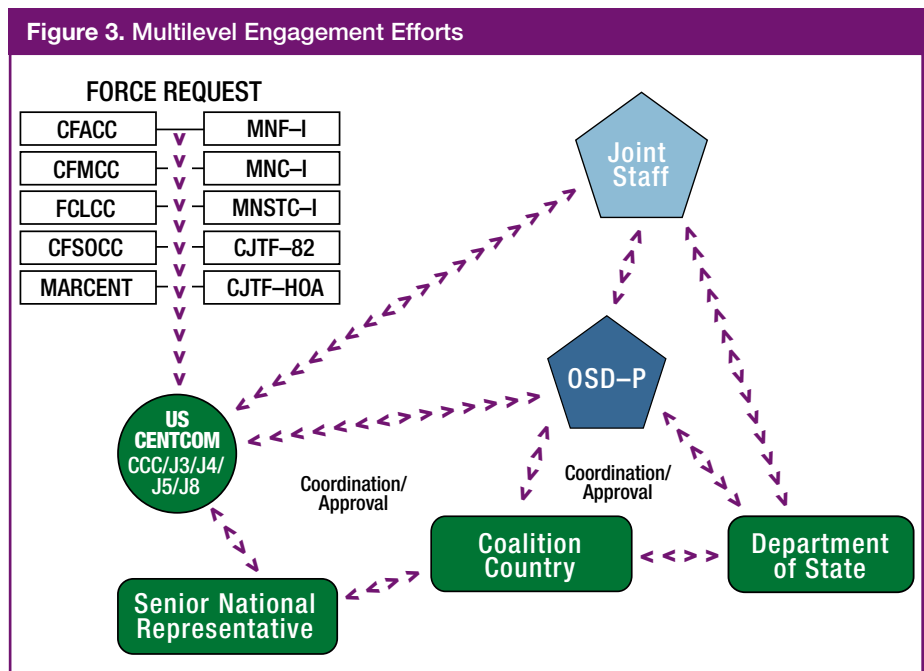 Figure 3. Multilevel Engagement Efforts
FORCE REQUEST
CFACC
MNF–I
CFMCC
MNC–I
FCLCC
MNSTC–I
CFSOCC
CJTF–82
MARCENT
CJTF–HOA
Joint
Staff
OSD–P
US
CENTCOM
CCC/J3/J4/
J5/J8
Coordination/
Approval
Coordination/
Approval
Coalition
Country
Department
of State
Senior National
Representative